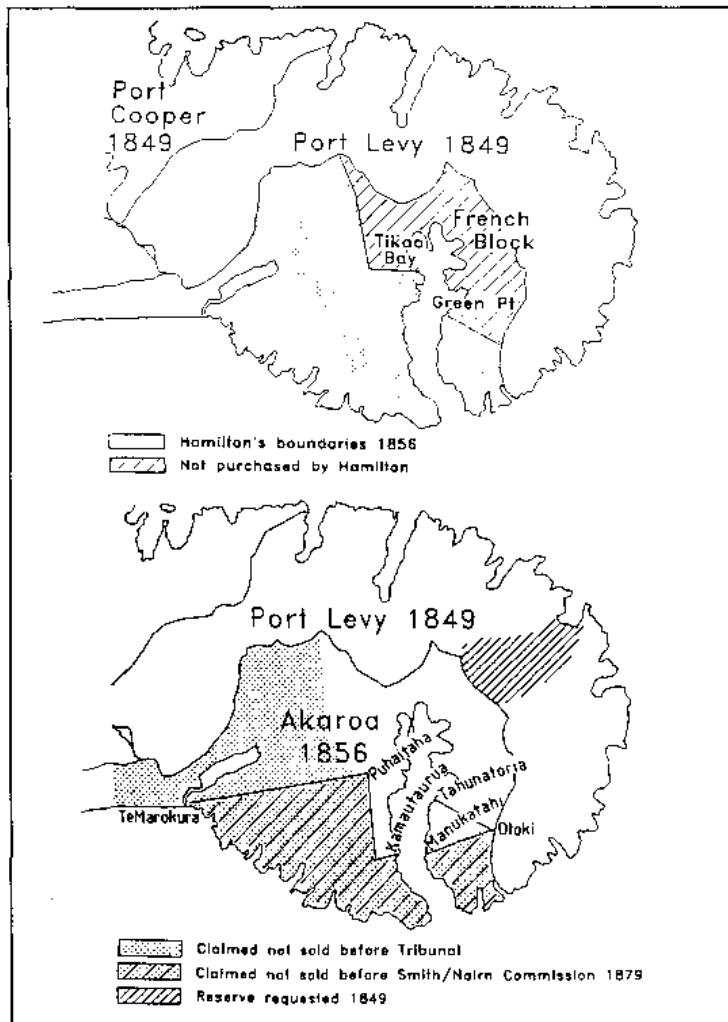 Port
Cooper
1849
Port Levy 1849
French
Block
Tikao
Bay
Green Pt
Hamilton's boundaries 1856
Not purchased by Hamilton
Port Levy 1849
Akaroa
1856
Puhaitaha
Kamautaurua
Tahunatorea
Manukatahi
Otoki
TeMarokura
Claimed not sold before Tribunal
Claimed not sold before Smith/Nairn Commission 1879
Reserve requested 1849